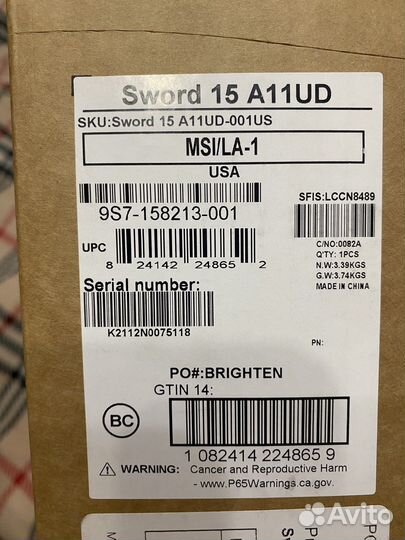 Sword 15 A11UD
SKU:Sword 15 A11UD-001US
MSI/LA-1
USA
9S7-158213-001
SFIS:LCCN8489
UPC
8 24142 24865 2
C/NO:00B2A
Q'TY: 1PCS
N.W:3.39KGS
G.W:3.74KGS
MADE IN CHINA
Serial number:
K2112N0075118
PN:
PO#:BRIGHTEN
GTIN 14:
BC
1 082414 224865 9
WARNING: Cancer and Reproductive Harm
- www.P65Warnings.ca.gov.
Avito